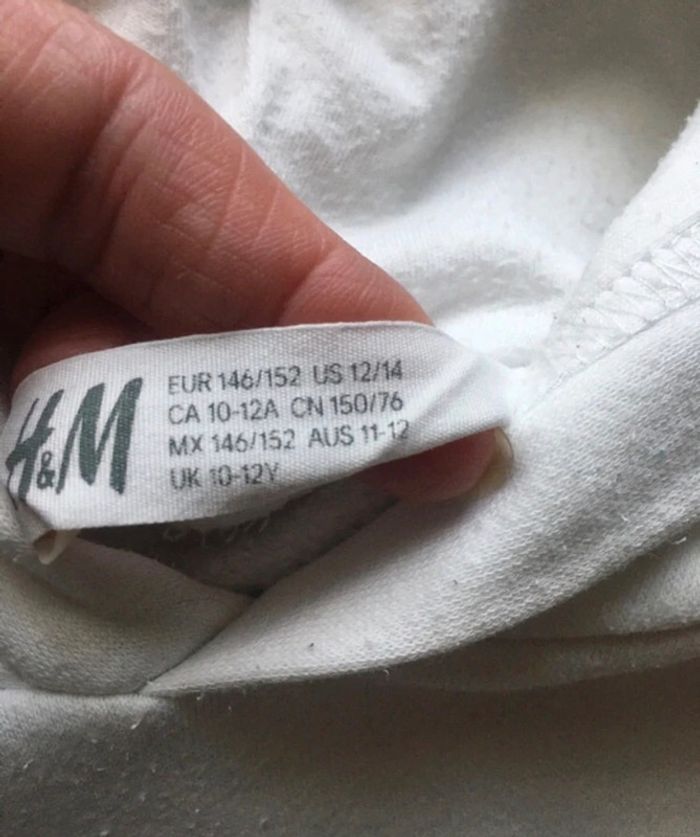 H&M
EUR 146/152 US 12/14
CA 10-12A CN 150/76
MX 146/152 AUS 11-12
UK 10-12Y